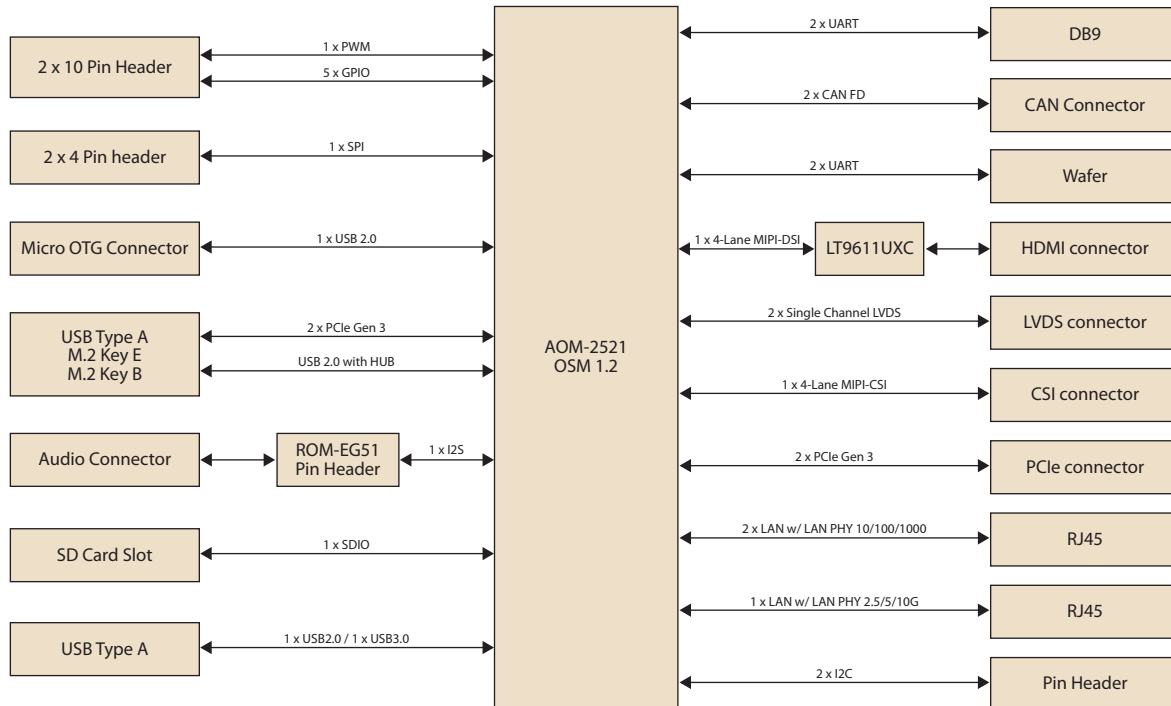 2 x 10 Pin Header
1 x PWM
5 x GPIO
2 x 4 Pin header
1 x SPI
Micro OTG Connector
1 x USB 2.0
USB Type A
M.2 Key E
M.2 Key B
2 x PCIe Gen 3
USB 2.0 with HUB
Audio Connector
ROM-EG51
Pin Header
1 x I2S
SD Card Slot
1 x SDIO
USB Type A
1 x USB2.0 / 1 x USB3.0
AOM-2521
OSM 1.2
2 x UART
DB9
2 x CAN FD
CAN Connector
2 x UART
Wafer
1 x 4-Lane MIPI-DSI
LT9611UXC
HDMI connector
2 x Single Channel LVDS
LVDS connector
1 x 4-Lane MIPI-CSI
CSI connector
2 x PCIe Gen 3
PCIe connector
2 x LAN w/ LAN PHY 10/100/1000
RJ45
1 x LAN w/ LAN PHY 2.5/5/10G
RJ45
2 x I2C
Pin Header